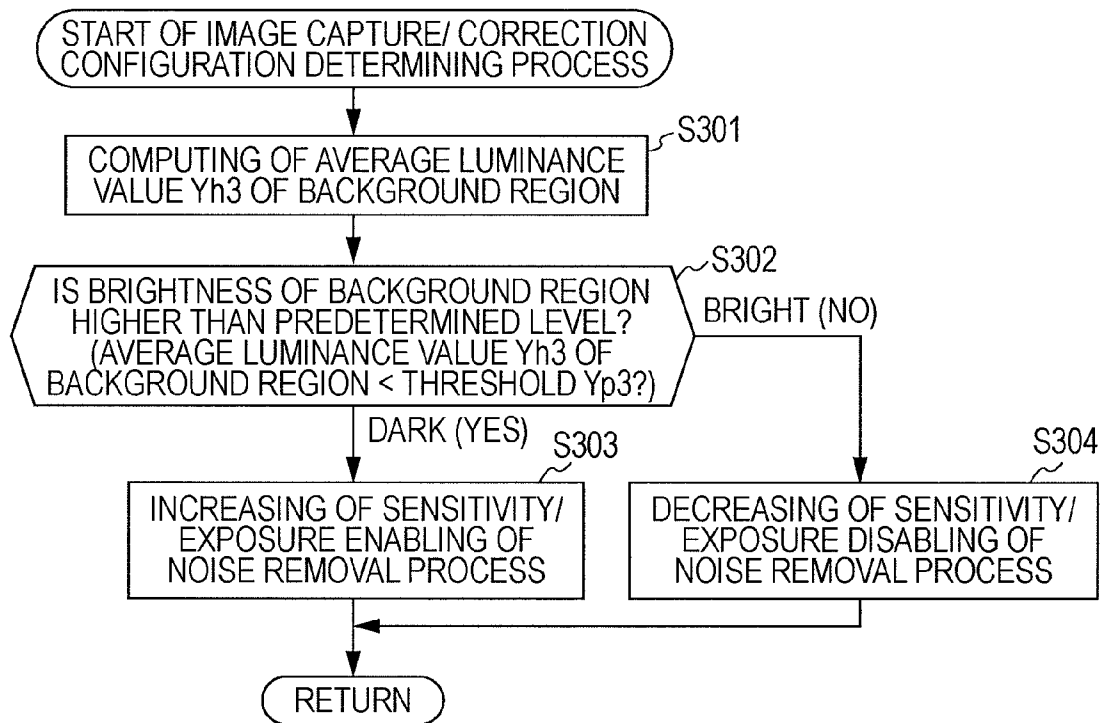 START OF IMAGE CAPTURE/ CORRECTION
CONFIGURATION DETERMINING PROCESS
S301
COMPUTING OF AVERAGE LUMINANCE
VALUE Yh3 OF BACKGROUND REGION
S302
IS BRIGHTNESS OF BACKGROUND REGION
HIGHER THAN PREDETERMINED LEVEL?
(AVERAGE LUMINANCE VALUE Yh3 OF
BACKGROUND REGION < THRESHOLD Yp3?)
BRIGHT (NO)
DARK (YES)
S303
INCREASING OF SENSITIVITY/
EXPOSURE ENABLING OF
NOISE REMOVAL PROCESS
S304
DECREASING OF SENSITIVITY/
EXPOSURE DISABLING OF
NOISE REMOVAL PROCESS
RETURN